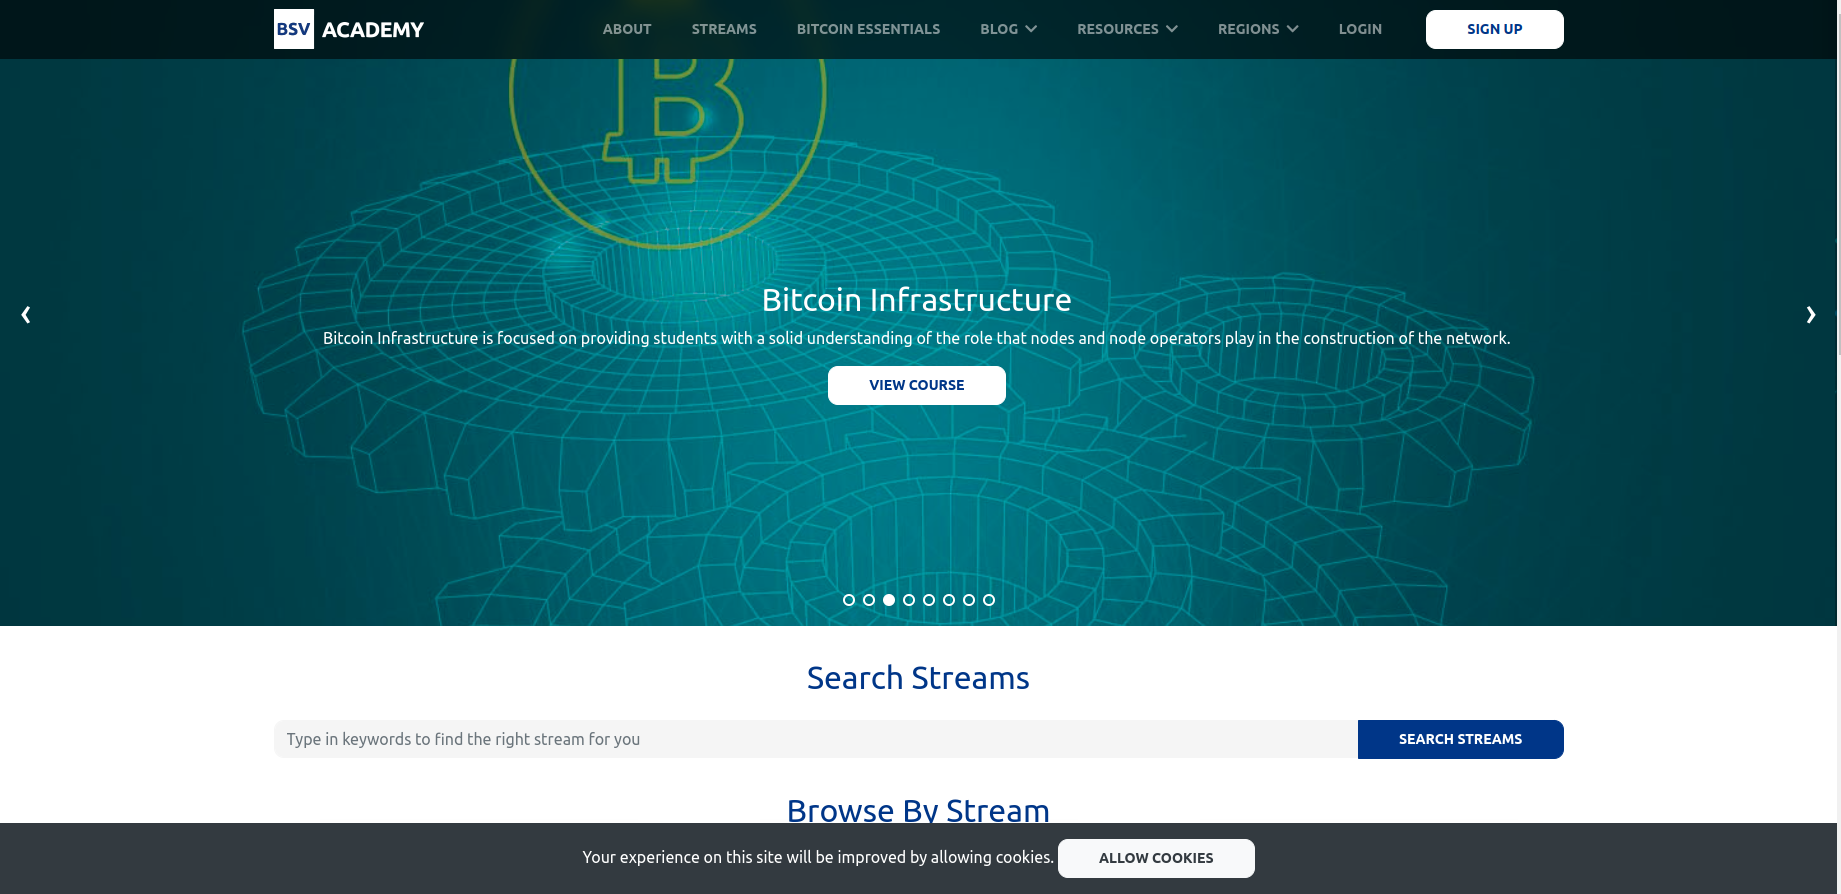 BSV ACADEMY
ABOUT STREAMS BITCOIN ESSENTIALS BLOG RESOURCES REGIONS LOGIN SIGN UP
Bitcoin Infrastructure
Bitcoin Infrastructure is focused on providing students with a solid understanding of the role that nodes and node operators play in the construction of the network.
VIEW COURSE
Search Streams
Type in keywords to find the right stream for you SEARCH STREAMS
Browse By Stream
Your experience on this site will be improved by allowing cookies. ALLOW COOKIES